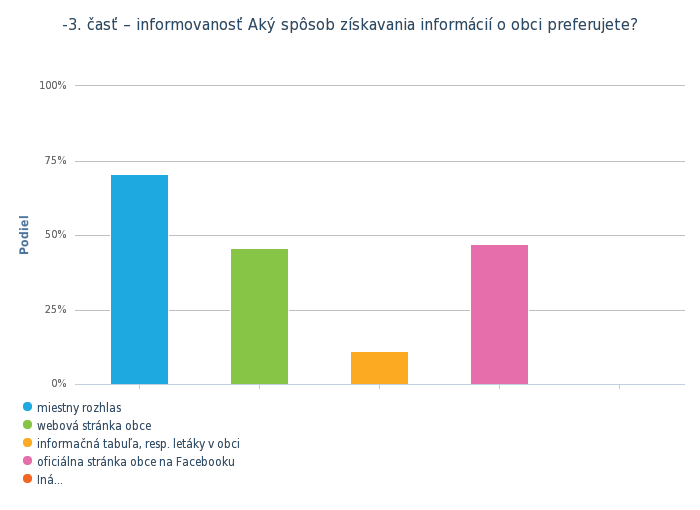 -3. časť – informovanosť Aký spôsob získavania informácií o obci preferujete?
100%
75%
50%
25%
0%
Podiel
miestny rozhlas
webová stránka obce
informačná tabuľa, resp. letáky v obci
oficiálna stránka obce na Facebooku
Iná...